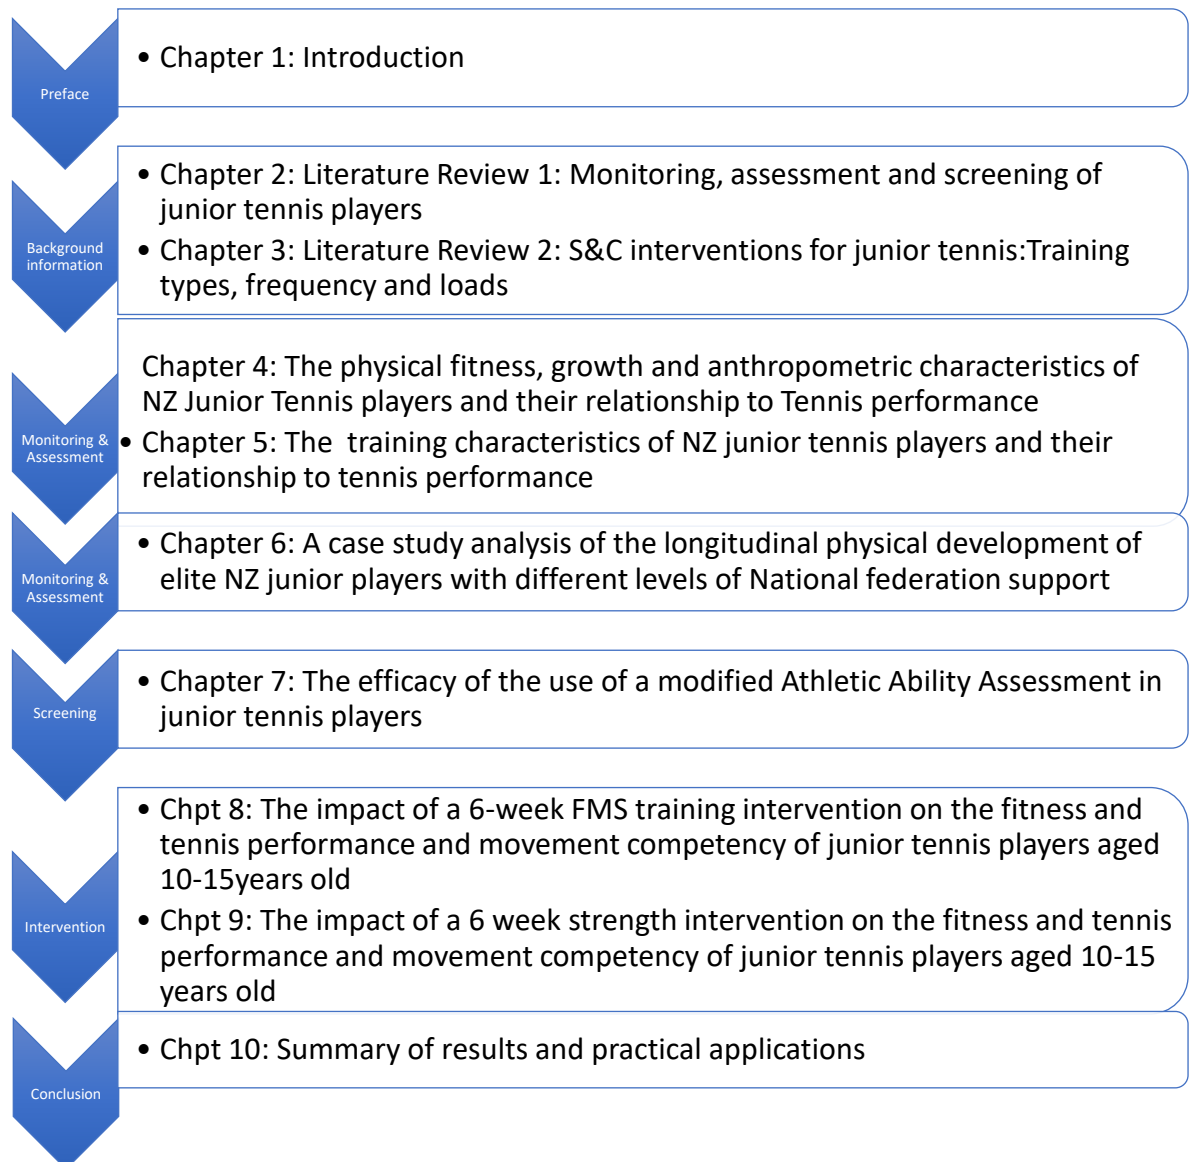 Preface
• Chapter 1: Introduction
Background
information
• Chapter 2: Literature Review 1: Monitoring, assessment and screening of
junior tennis players
• Chapter 3: Literature Review 2: S&C interventions for junior tennis:Training
types, frequency and loads
Monitoring &
Assessment
Chapter 4: The physical fitness, growth and anthropometric characteristics of
NZ Junior Tennis players and their relationship to Tennis performance
• Chapter 5: The  training characteristics of NZ junior tennis players and their
relationship to tennis performance
Monitoring &
Assessment
• Chapter 6: A case study analysis of the longitudinal physical development of
elite NZ junior players with different levels of National federation support
Screening
• Chapter 7: The efficacy of the use of a modified Athletic Ability Assessment in
junior tennis players
Intervention
• Chpt 8: The impact of a 6-week FMS training intervention on the fitness and
tennis performance and movement competency of junior tennis players aged
10-15years old
• Chpt 9: The impact of a 6 week strength intervention on the fitness and tennis
performance and movement competency of junior tennis players aged 10-15
years old
Conclusion
• Chpt 10: Summary of results and practical applications